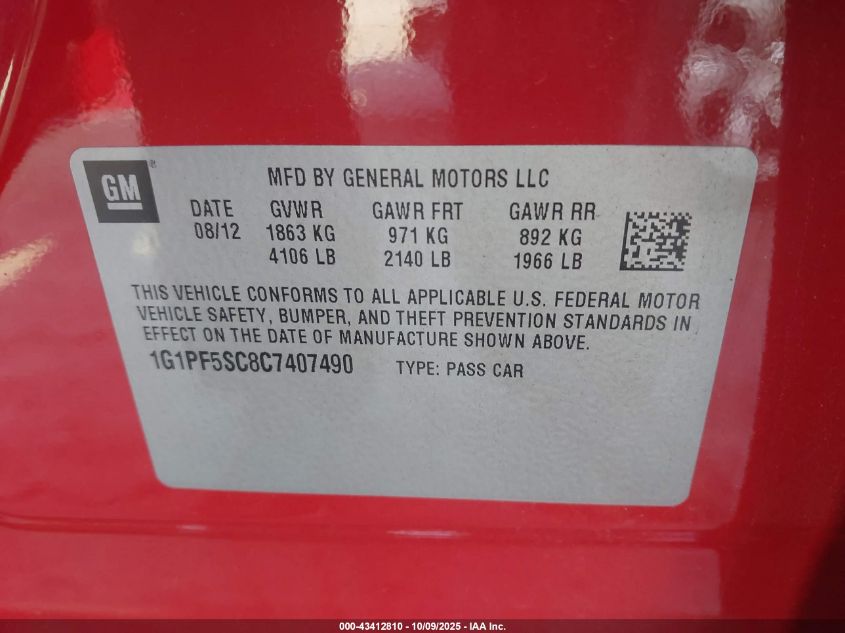 GM
MFD BY GENERAL MOTORS LLC
DATE GVWR GAWR FRT GAWR RR
08/12 1863 KG 971 KG 892 KG
4106 LB 2140 LB 1966 LB
THIS VEHICLE CONFORMS TO ALL APPLICABLE U.S. FEDERAL MOTOR
VEHICLE SAFETY, BUMPER, AND THEFT PREVENTION STANDARDS IN
EFFECT ON THE DATE OF MANUFACTURE SHOWN ABOVE.
1G1PF5SC8C7407490 TYPE: PASS CAR
000-43412810 - 10/09/2025 - IAA Inc.